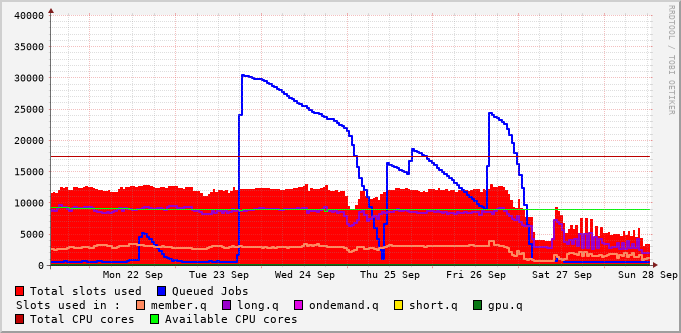 40000
35000
30000
25000
20000
15000
10000
5000
0
Mon 22 Sep Tue 23 Sep Wed 24 Sep Thu 25 Sep Fri 26 Sep Sat 27 Sep Sun 28 Sep
Total slots used Queued Jobs
Slots used in : member.q long.q ondemand.q short.q gpu.q
Total CPU cores Available CPU cores
RRDTOOL / TOBI OETIKER